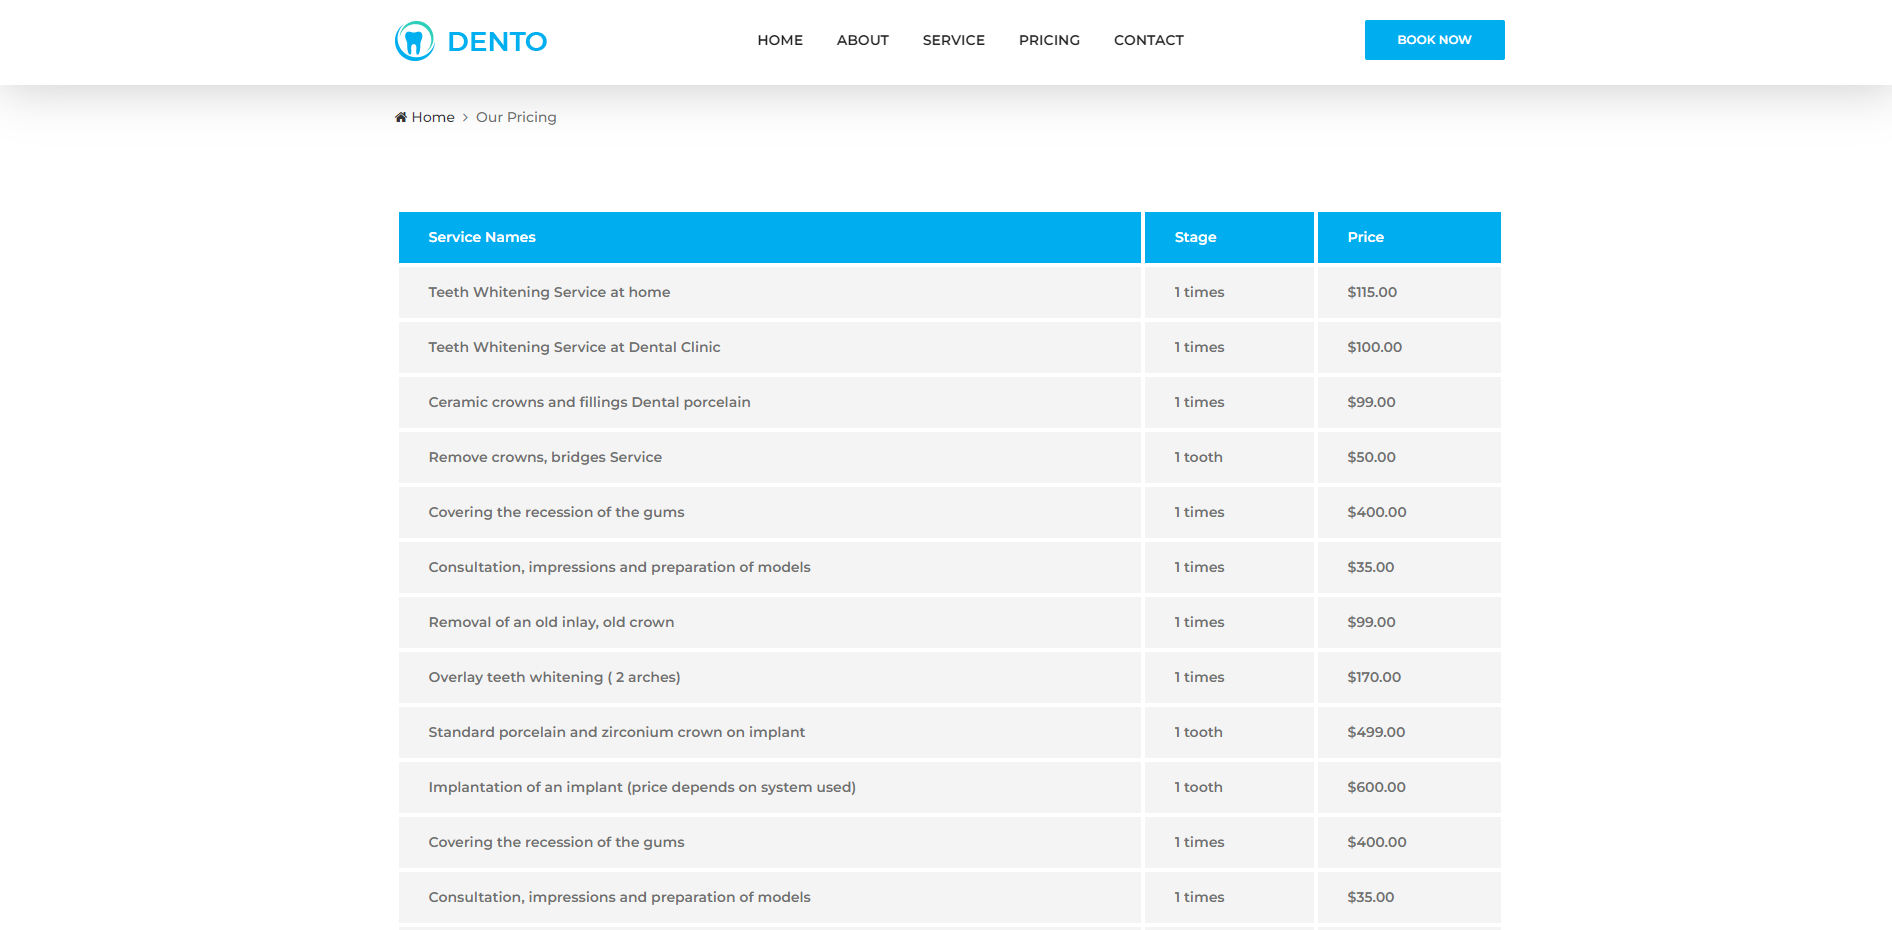 DENTO
HOME ABOUT SERVICE PRICING CONTACT
BOOK NOW
Home > Our Pricing
Service Names Stage Price
Teeth Whitening Service at home 1 times $115.00
Teeth Whitening Service at Dental Clinic 1 times $100.00
Ceramic crowns and fillings Dental porcelain 1 times $99.00
Remove crowns, bridges Service 1 tooth $50.00
Covering the recession of the gums 1 times $400.00
Consultation, impressions and preparation of models 1 times $35.00
Removal of an old inlay, old crown 1 times $99.00
Overlay teeth whitening ( 2 arches) 1 times $170.00
Standard porcelain and zirconium crown on implant 1 tooth $499.00
Implantation of an implant (price depends on system used) 1 tooth $600.00
Covering the recession of the gums 1 times $400.00
Consultation, impressions and preparation of models 1 times $35.00